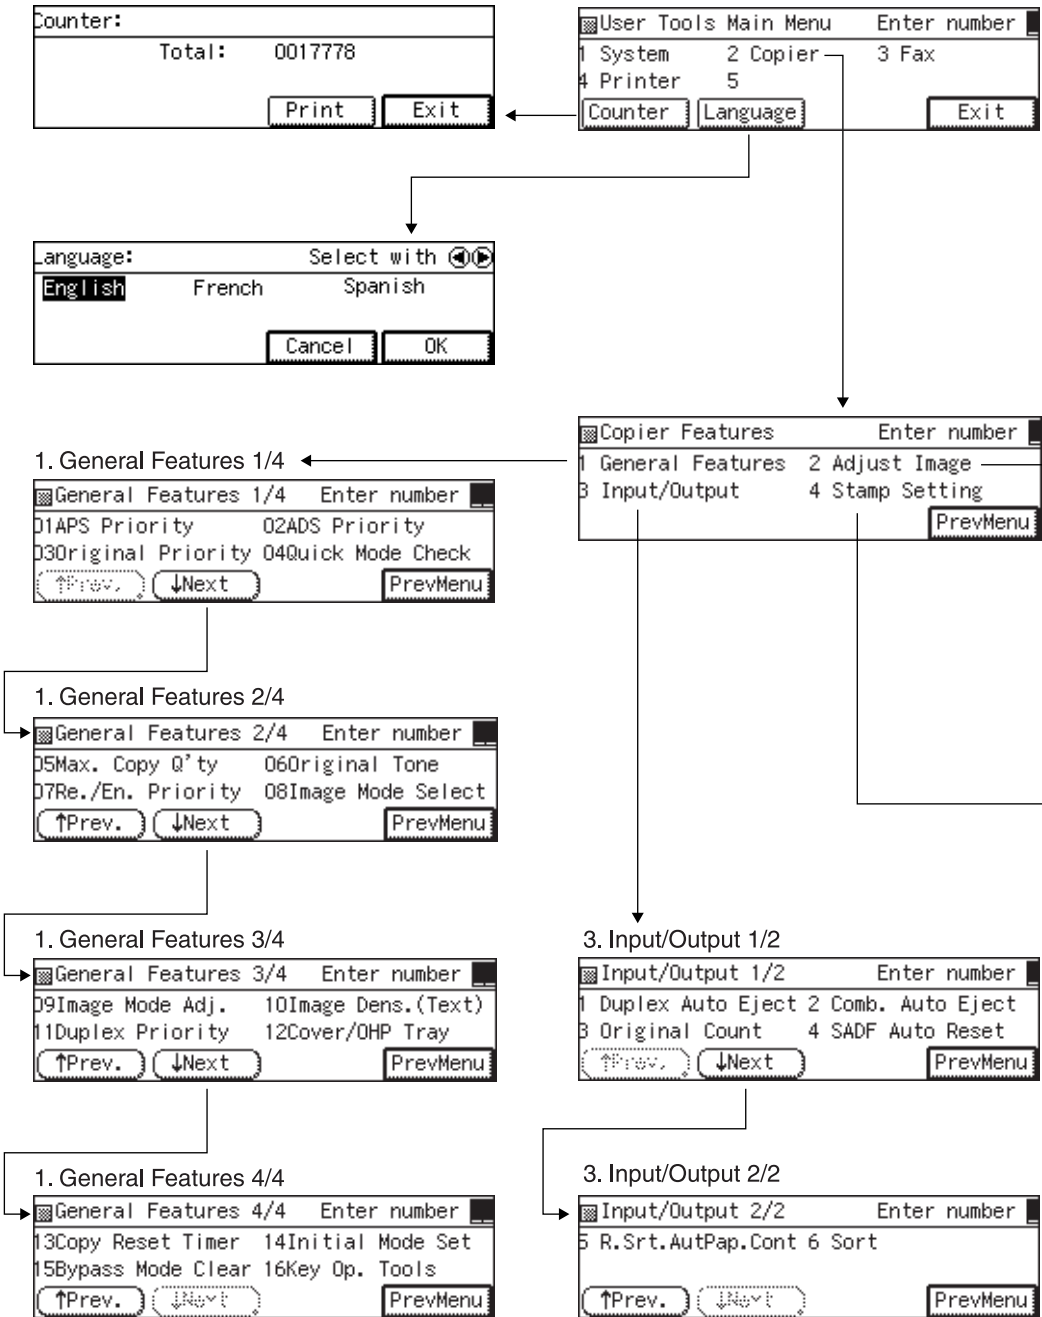 Counter:
Total: 0017778
Print Exit
User Tools Main Menu Enter number
1 System 2 Copier 3 Fax
4 Printer 5
Counter Language Exit
Language: Select with
English French Spanish
Cancel OK
Copier Features Enter number
1 General Features 2 Adjust Image
3 Input/Output 4 Stamp Setting
PrevMenu
1. General Features 1/4
General Features 1/4 Enter number
01APS Priority 02ADS Priority
03Original Priority 04Quick Mode Check
↑Prev. ↓Next PrevMenu
1. General Features 2/4
General Features 2/4 Enter number
05Max. Copy Q'ty 06Original Tone
07Re./En. Priority 08Image Mode Select
↑Prev. ↓Next PrevMenu
1. General Features 3/4
General Features 3/4 Enter number
09Image Mode Adj. 10Image Dens.(Text)
11Duplex Priority 12Cover/OHP Tray
↑Prev. ↓Next PrevMenu
1. General Features 4/4
General Features 4/4 Enter number
13Copy Reset Timer 14Initial Mode Set
15Bypass Mode Clear 16Key Op. Tools
↑Prev. ↓Next PrevMenu
3. Input/Output 1/2
Input/Output 1/2 Enter number
1 Duplex Auto Eject 2 Comb. Auto Eject
3 Original Count 4 SADF Auto Reset
↑Prev. ↓Next PrevMenu
3. Input/Output 2/2
Input/Output 2/2 Enter number
5 R.Srt.AutPap.Cont 6 Sort
↑Prev. ↓Next PrevMenu